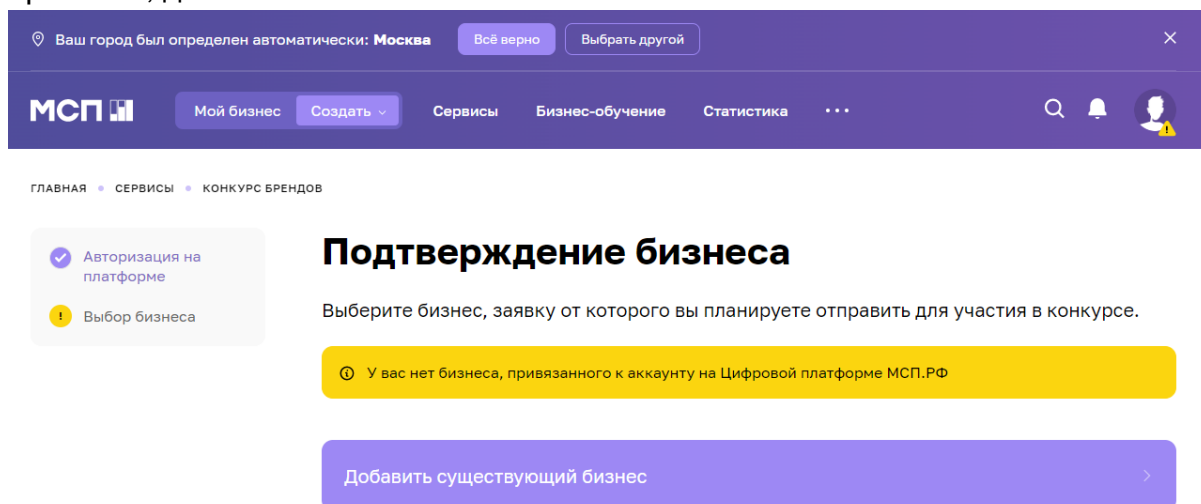 Ваш город был определен автоматически: Москва Всё верно Выбрать другой
МСП Мой бизнес Создать Сервисы Бизнес-обучение Статистика ...
ГЛАВНАЯ • СЕРВИСЫ • КОНКУРС БРЕНДОВ
Авторизация на
платформе
Выбор бизнеса
Подтверждение бизнеса
Выберите бизнес, заявку от которого вы планируете отправить для участия в конкурсе.
У вас нет бизнеса, привязанного к аккаунту на Цифровой платформе МСП.РФ
Добавить существующий бизнес